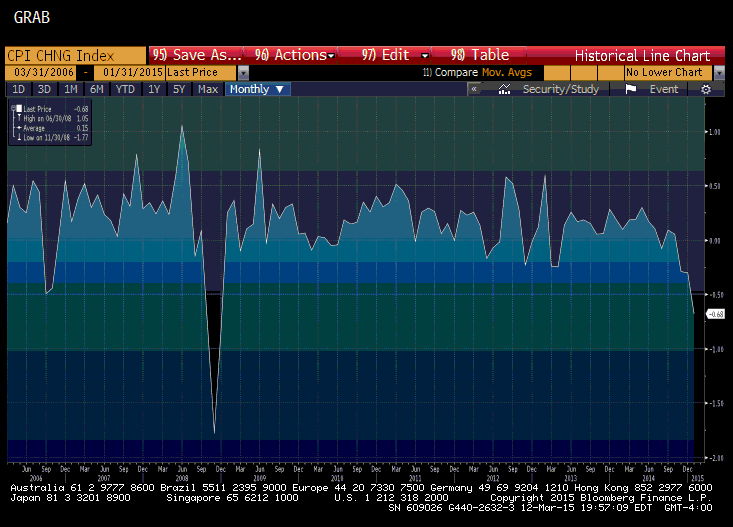 GRAB
CPI CHNG Index 95) Save As... 96) Actions 97) Edit 98) Table Historical Line Chart
03/31/2006 - 01/31/2015 Last Price 11) Compare Mov. Avgs No Lower Chart
1D 3D 1M 6M YTD 1Y 5Y Max Monthly ▼ « Security/Study Event
Last Price -0.68
High on 06/30/08 1.05
Average 0.15
Low on 11/30/08 -1.77
1.00
0.50
0.00
-0.50
-0.68
-1.00
-1.50
-2.00
Jun Sep Dec Mar Jun Sep Dec Mar Jun Sep Dec Mar Jun Sep Dec Mar Jun Sep Dec Mar Jun Sep Dec Mar Jun Sep Dec Mar Jun Sep Dec Mar Jun Sep Dec
2006 2007 2008 2009 2010 2011 2012 2013 2014 2015
Australia 61 2 9777 8600 Brazil 5511 2395 9000 Europe 44 20 7330 7500 Germany 49 69 9204 1210 Hong Kong 852 2977 6000
Japan 81 3 3201 8900 Singapore 65 6212 1000 U.S. 1 212 318 2000 Copyright 2015 Bloomberg Finance L.P.
SN 609026 G440-2632-3 12-Mar-15 19:57:09 EDT GMT-4:00